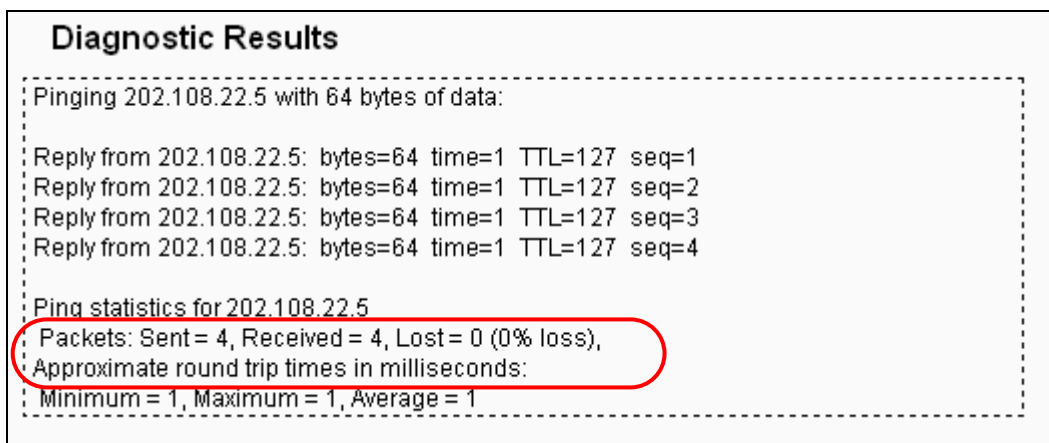 Diagnostic Results
Pinging 202.108.22.5 with 64 bytes of data:
Reply from 202.108.22.5: bytes=64 time=1 TTL=127 seq=1
Reply from 202.108.22.5: bytes=64 time=1 TTL=127 seq=2
Reply from 202.108.22.5: bytes=64 time=1 TTL=127 seq=3
Reply from 202.108.22.5: bytes=64 time=1 TTL=127 seq=4
Ping statistics for 202.108.22.5
Packets: Sent = 4, Received = 4, Lost = 0 (0% loss),
Approximate round trip times in milliseconds:
Minimum = 1, Maximum = 1, Average = 1